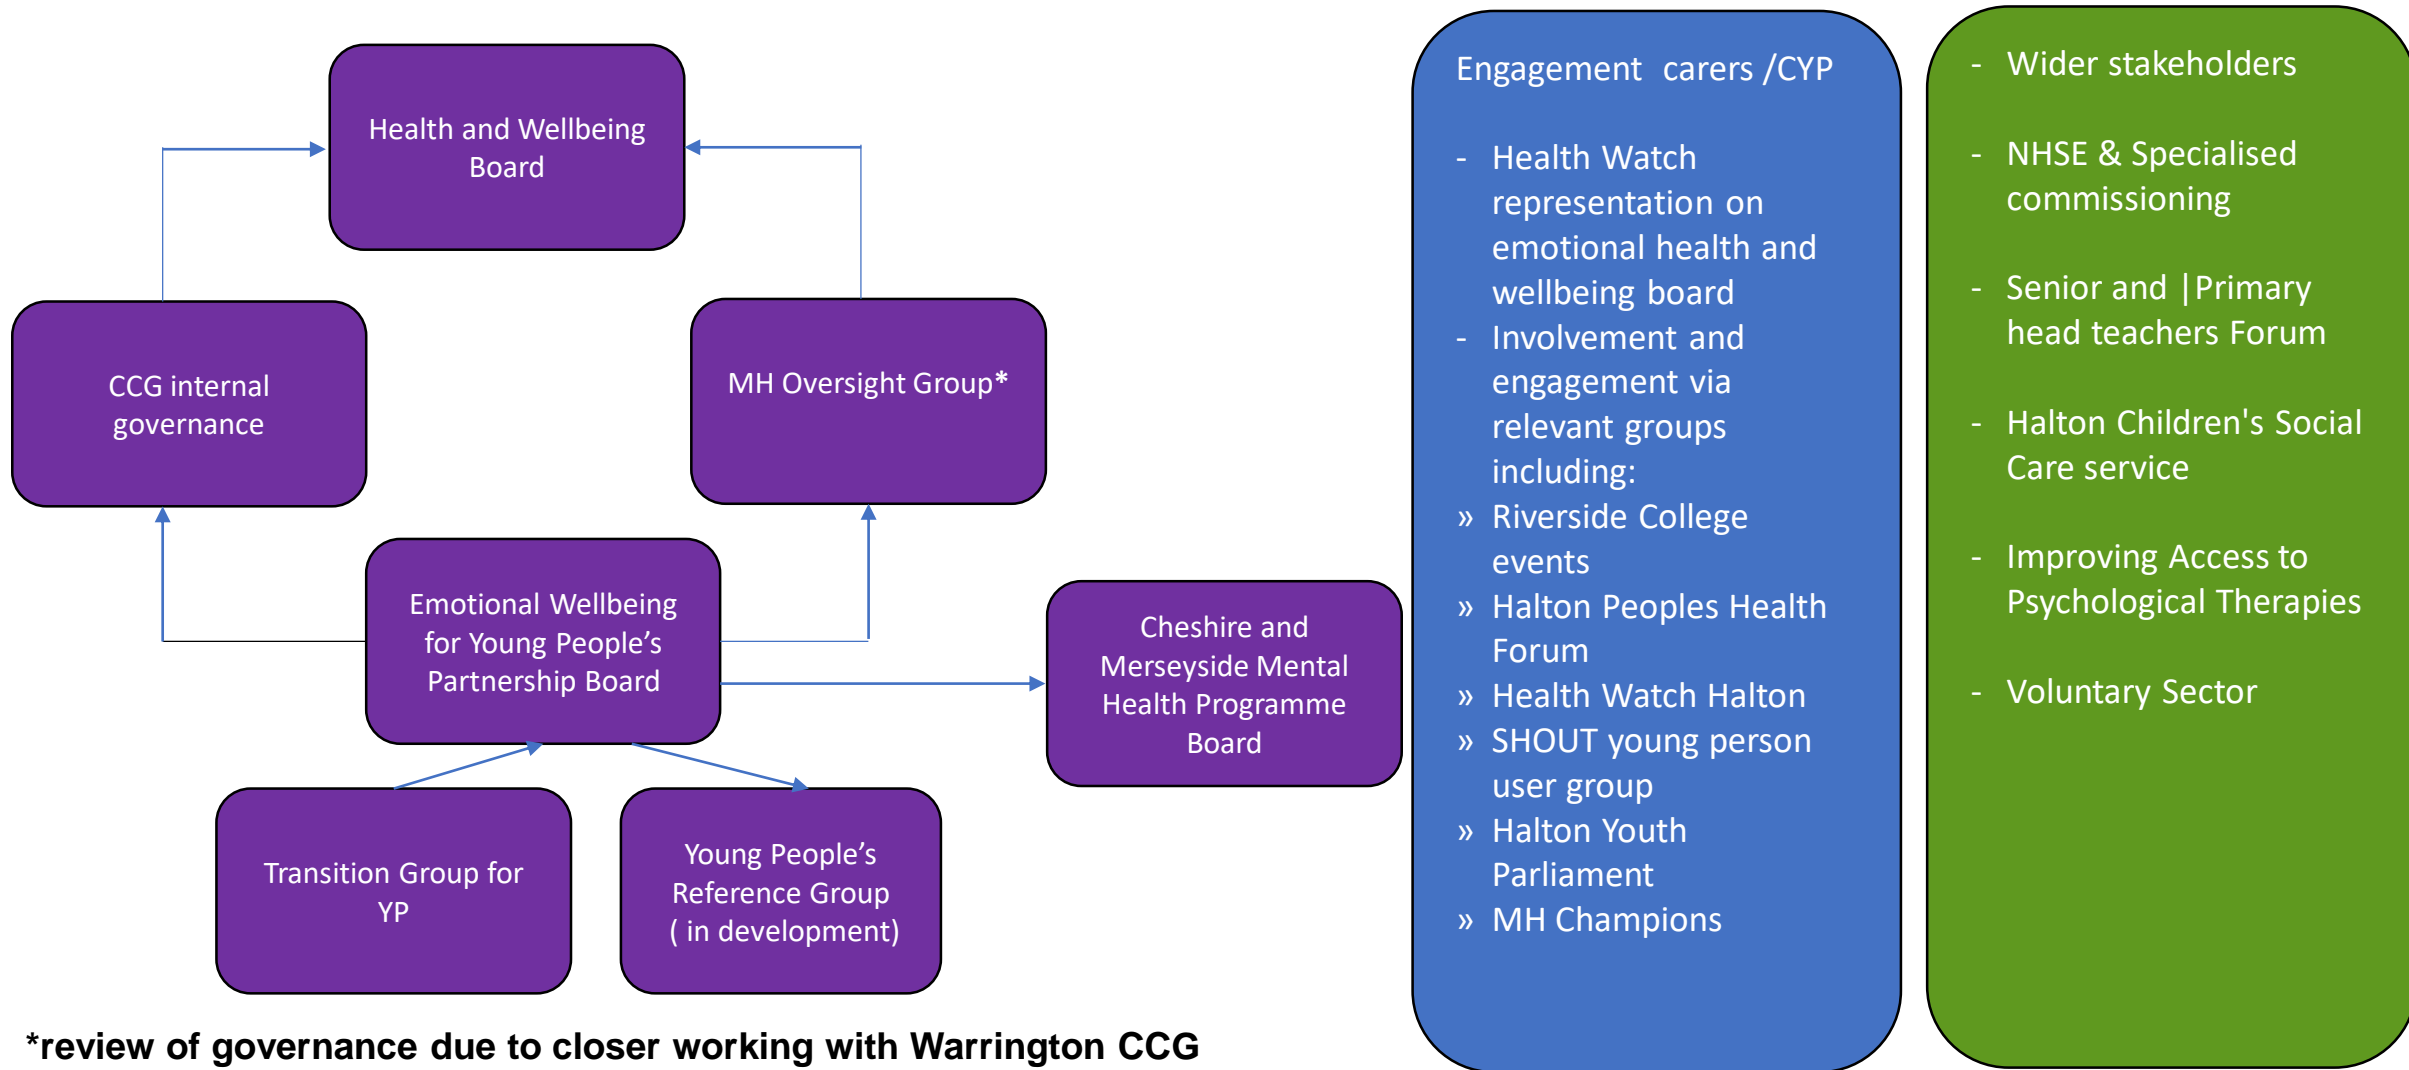 Health and Wellbeing
Board
CCG internal
governance
MH Oversight Group*
Emotional Wellbeing
for Young People’s
Partnership Board
Cheshire and
Merseyside Mental
Health Programme
Board
Transition Group for
YP
Young People’s
Reference Group
( in development)
*review of governance due to closer working with Warrington CCG
Engagement carers /CYP
- Health Watch
representation on
emotional health and
wellbeing board
- Involvement and
engagement via
relevant groups
including:
» Riverside College
events
» Halton Peoples Health
Forum
» Health Watch Halton
» SHOUT young person
user group
» Halton Youth
Parliament
» MH Champions
- Wider stakeholders
- NHSE & Specialised
commissioning
- Senior and |Primary
head teachers Forum
- Halton Children's Social
Care service
- Improving Access to
Psychological Therapies
- Voluntary Sector